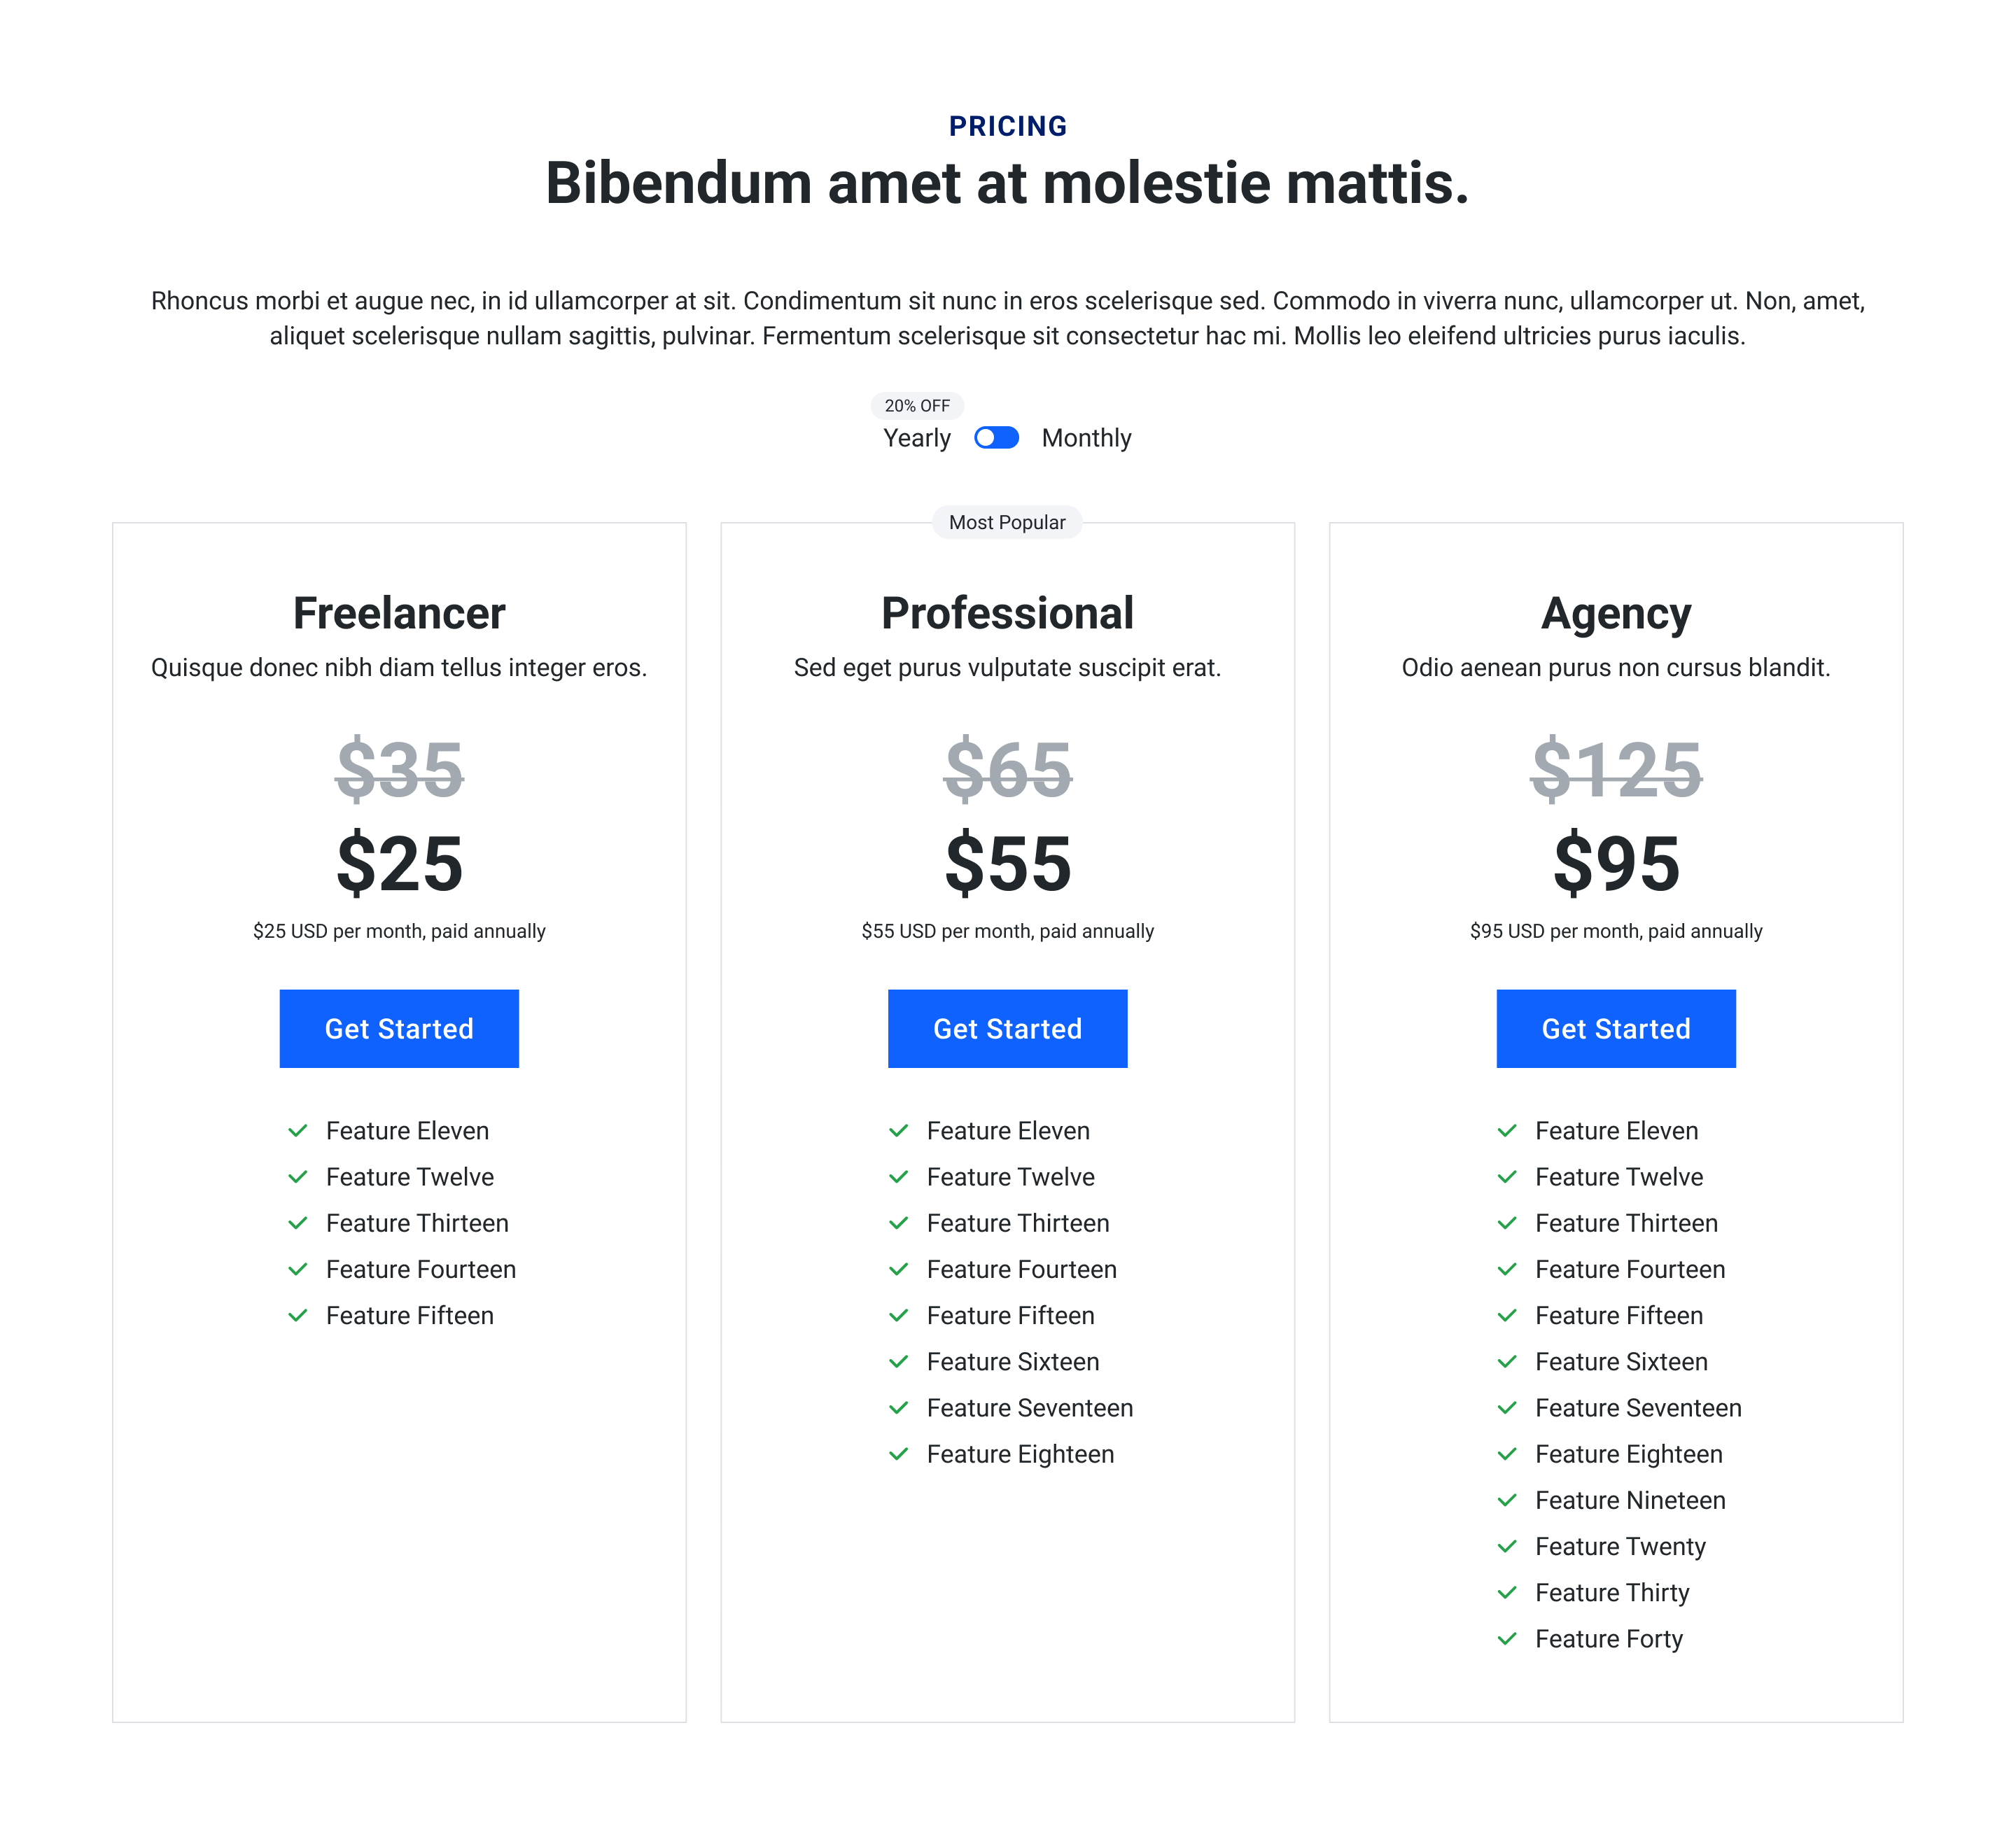 PRICING
Bibendum amet at molestie mattis.
Rhoncus morbi et augue nec, in id ullamcorper at sit. Condimentum sit nunc in eros scelerisque sed. Commodo in viverra nunc, ullamcorper ut. Non, amet,
aliquet scelerisque nullam sagittis, pulvinar. Fermentum scelerisque sit consectetur hac mi. Mollis leo eleifend ultricies purus iaculis.
20% OFF
Yearly
Monthly
Freelancer
Quisque donec nibh diam tellus integer eros.
$35
$25
$25 USD per month, paid annually
Get Started
Feature Eleven
Feature Twelve
Feature Thirteen
Feature Fourteen
Feature Fifteen
Most Popular
Professional
Sed eget purus vulputate suscipit erat.
$65
$55
$55 USD per month, paid annually
Get Started
Feature Eleven
Feature Twelve
Feature Thirteen
Feature Fourteen
Feature Fifteen
Feature Sixteen
Feature Seventeen
Feature Eighteen
Agency
Odio aenean purus non cursus blandit.
$125
$95
$95 USD per month, paid annually
Get Started
Feature Eleven
Feature Twelve
Feature Thirteen
Feature Fourteen
Feature Fifteen
Feature Sixteen
Feature Seventeen
Feature Eighteen
Feature Nineteen
Feature Twenty
Feature Thirty
Feature Forty